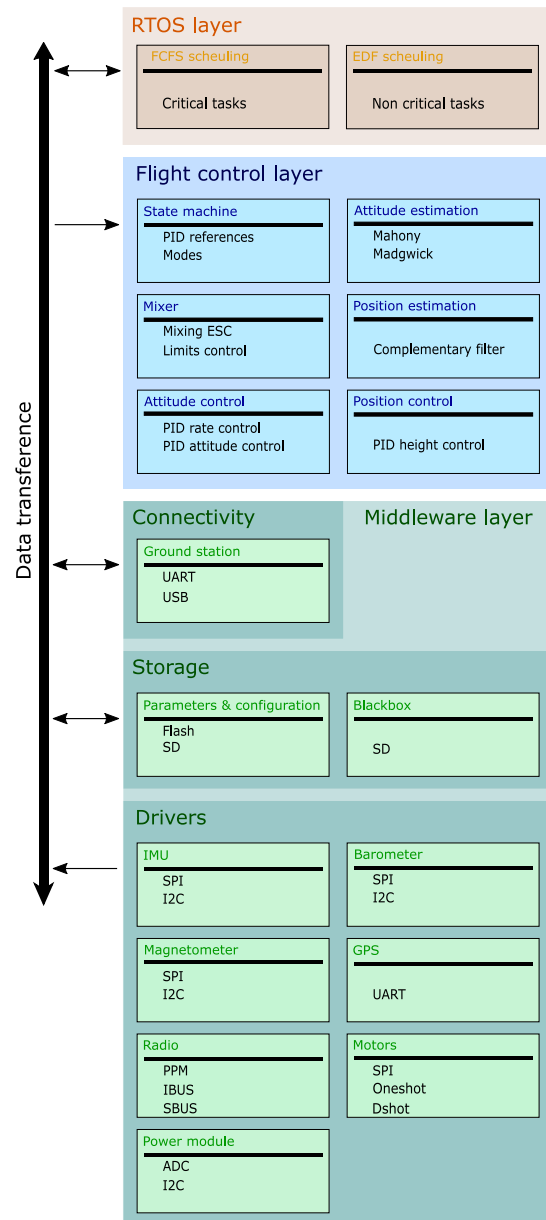 RTOS layer
FCFS scheuling
EDF scheuling
Critical tasks
Non critical tasks
Flight control layer
State machine
PID references
Modes
Attitude estimation
Mahony
Madgwick
Mixer
Mixing ESC
Limits control
Position estimation
Complementary filter
Attitude control
PID rate control
PID attitude control
Position control
PID height control
Data transference
Connectivity
Middleware layer
Ground station
UART
USB
Storage
Parameters & configuration
Flash
SD
Blackbox
SD
Drivers
IMU
SPI
I2C
Barometer
SPI
I2C
Magnetometer
SPI
I2C
GPS
UART
Radio
PPM
IBUS
SBUS
Motors
SPI
Oneshot
Dshot
Power module
ADC
I2C